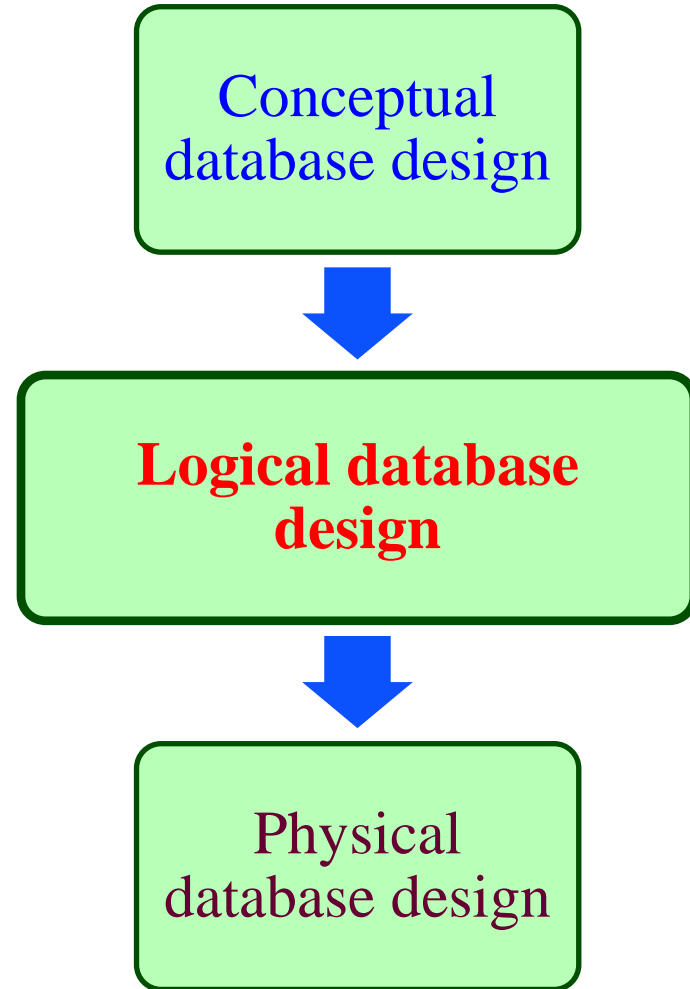 Conceptual
database design
Logical database
design
Physical
database design